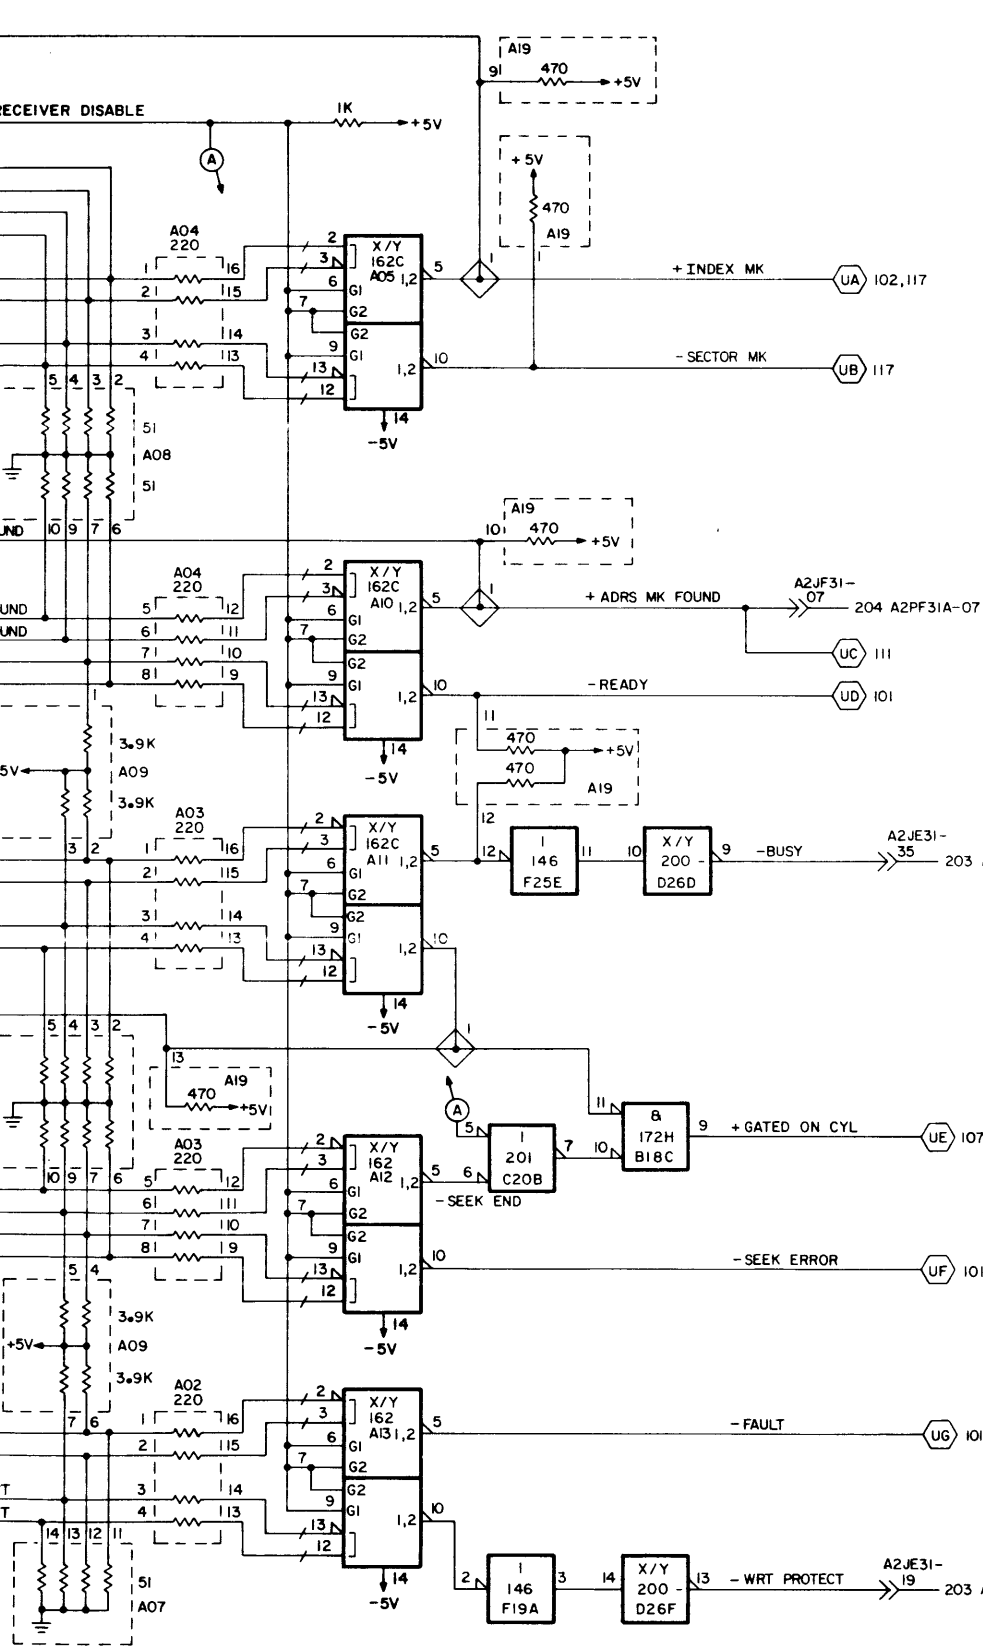 A19
9 470 +5V
RECEIVER DISABLE 1K +5V
A
+5V
470
A19
1
A04
220
1 16 2 X/Y
162C
2 15 3 A05 1,2 5 1 + INDEX MK UA 102,117
6 G1
7 G2
G2
3 14 9 G1
4 13 13 1,2 10 - SECTOR MK UB 117
12
14
-5V
5 4 3 2
51
A08
51
10 9 7 6
UND
A19
10 470 +5V
A04
220
2 X/Y
162C
UND 5 12 3 A10 1,2 5 1 + ADRS MK FOUND A2JF31-
07 204 A2PF31A-07
UND 6 11 6 G1
7 G2
UC 111
7 10 G2
8 9 9 G1
13 1,2 10 - READY UD 101
12
14
-5V
1
11
470 +5V
470
A19
12
3.9K
5V A09
3.9K
3 2
A03
220
1 16 2 X/Y
162C
2 15 3 A11 1,2 5
6 G1
7 G2
12 1
146
F25E
11 10 X/Y
200 -
D26D
9 - BUSY A2JE31-
35 203
G2
3 14 9 G1
4 13 13 1,2 10
12
14
-5V
5 4 3 2
1
13
A19
470 +5V
A
11 &
172H
B18C
9 + GATED ON CYL UE 107
5 1
201
C20B
6 7 10
10 9 7 6
A03
220
5 12 2 X/Y
162
6 11 3 A12 1,2 5
- SEEK END
6 G1
7 G2
7 10 G2
8 9 9 G1
13 1,2 10 - SEEK ERROR UF 101
12
14
-5V
5 4
3.9K
+5V A09
3.9K
7 6
A02
220
1 16 2 X/Y
162
2 15 3 A13 1,2 5 - FAULT UG 101
6 G1
7 G2
G2
T 3 14 9 G1
T 4 13 13 1,2 10
12
14
-5V
14 13 12 11
51
A07
2 1
146
F19A
3 14 X/Y
200 -
D26F
13 - WRT PROTECT A2JE31-
19 203